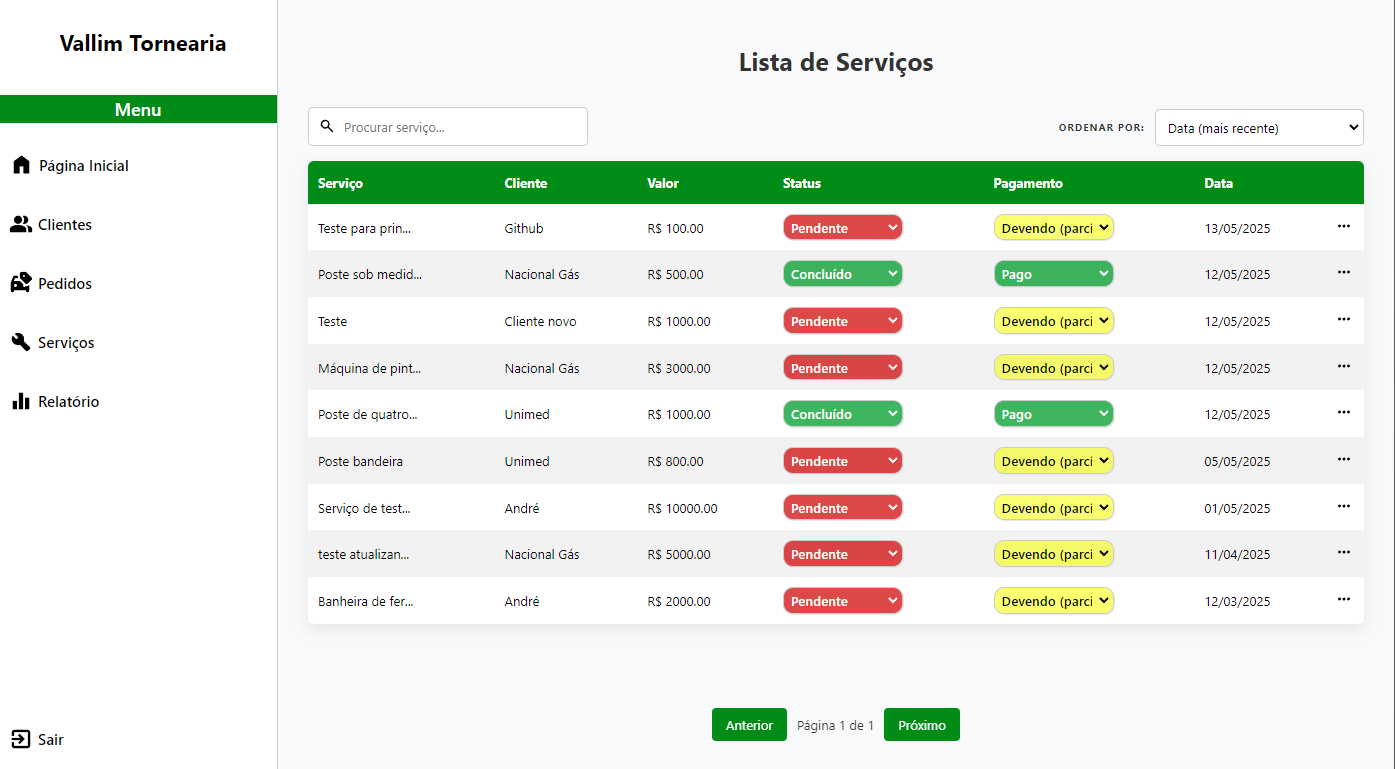 Vallim Tornearia
Menu
Página Inicial
Clientes
Pedidos
Serviços
Relatório
Sair
Lista de Serviços
Procurar serviço...
ORDENAR POR: Data (mais recente)
Serviço Cliente Valor Status Pagamento Data
Teste para prin... Github R$ 100.00 Pendente Devendo (parci 13/05/2025 ...
Poste sob medid... Nacional Gás R$ 500.00 Concluído Pago 12/05/2025 ...
Teste Cliente novo R$ 1000.00 Pendente Devendo (parci 12/05/2025 ...
Máquina de pint... Nacional Gás R$ 3000.00 Pendente Devendo (parci 12/05/2025 ...
Poste de quatro... Unimed R$ 1000.00 Concluído Pago 12/05/2025 ...
Poste bandeira Unimed R$ 800.00 Pendente Devendo (parci 05/05/2025 ...
Serviço de test... André R$ 10000.00 Pendente Devendo (parci 01/05/2025 ...
teste atualizan... Nacional Gás R$ 5000.00 Pendente Devendo (parci 11/04/2025 ...
Banheira de fer... André R$ 2000.00 Pendente Devendo (parci 12/03/2025 ...
Anterior Página 1 de 1 Próximo